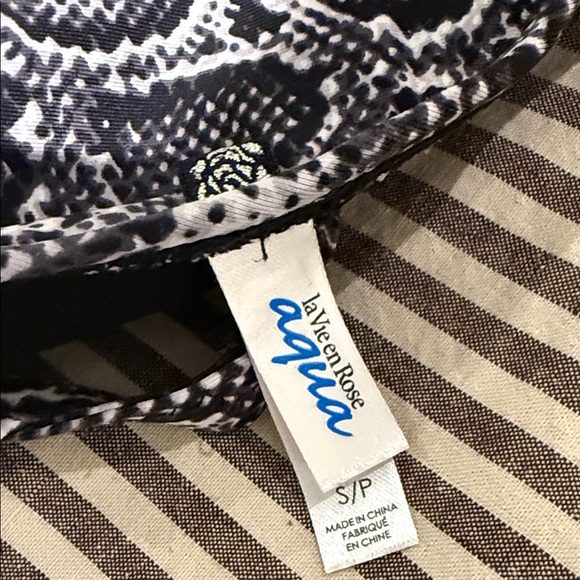 la Vie en Rose
aqua
S/P
MADE IN CHINA
FABRIQUÉ
EN CHINE